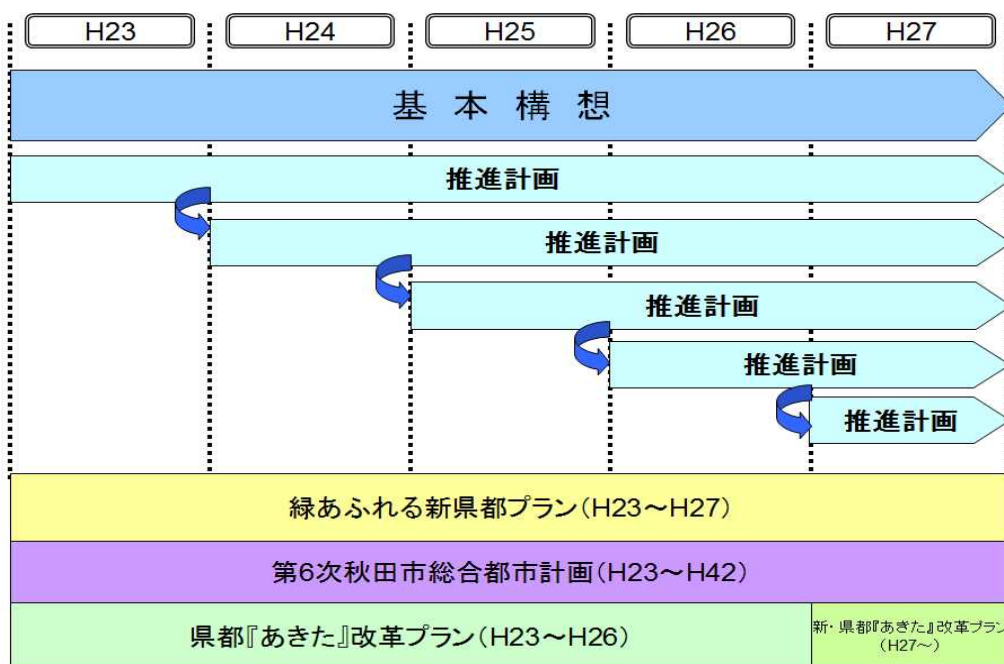 H23 H24 H25 H26 H27
基本構想
推進計画
推進計画
推進計画
推進計画
推進計画
緑あふれる新県都プラン(H23～H27)
第6次秋田市総合都市計画(H23～H42)
県都『あきた』改革プラン(H23～H26)
新・県都『あきた』改革プラン
(H27～)